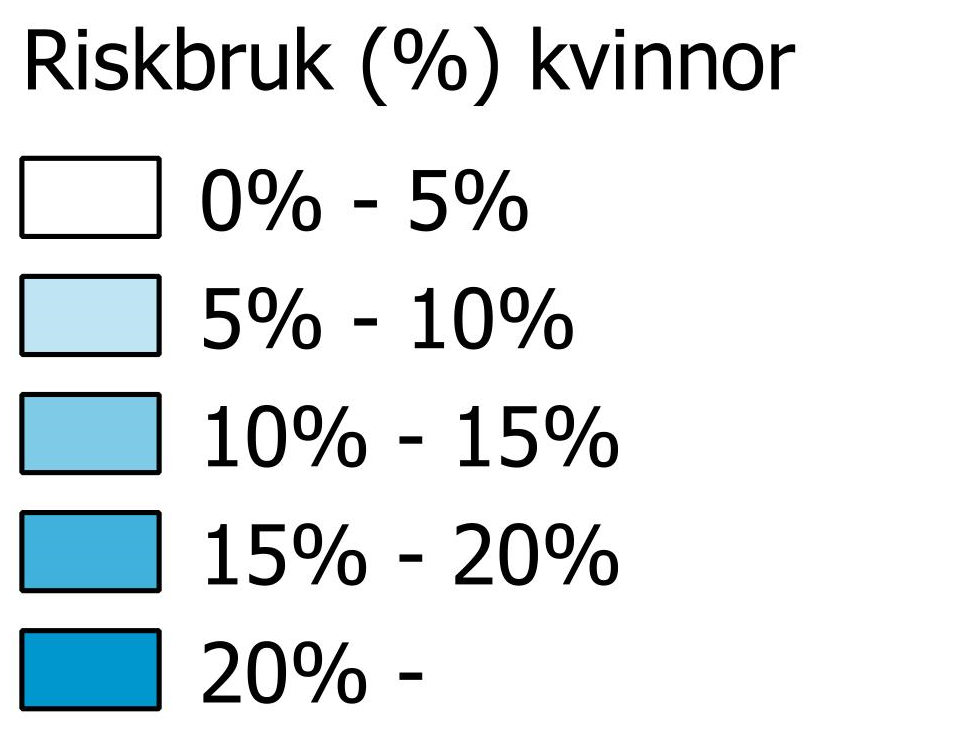 Riskbruk (%) kvinnor
0% - 5%
5% - 10%
10% - 15%
15% - 20%
20% -